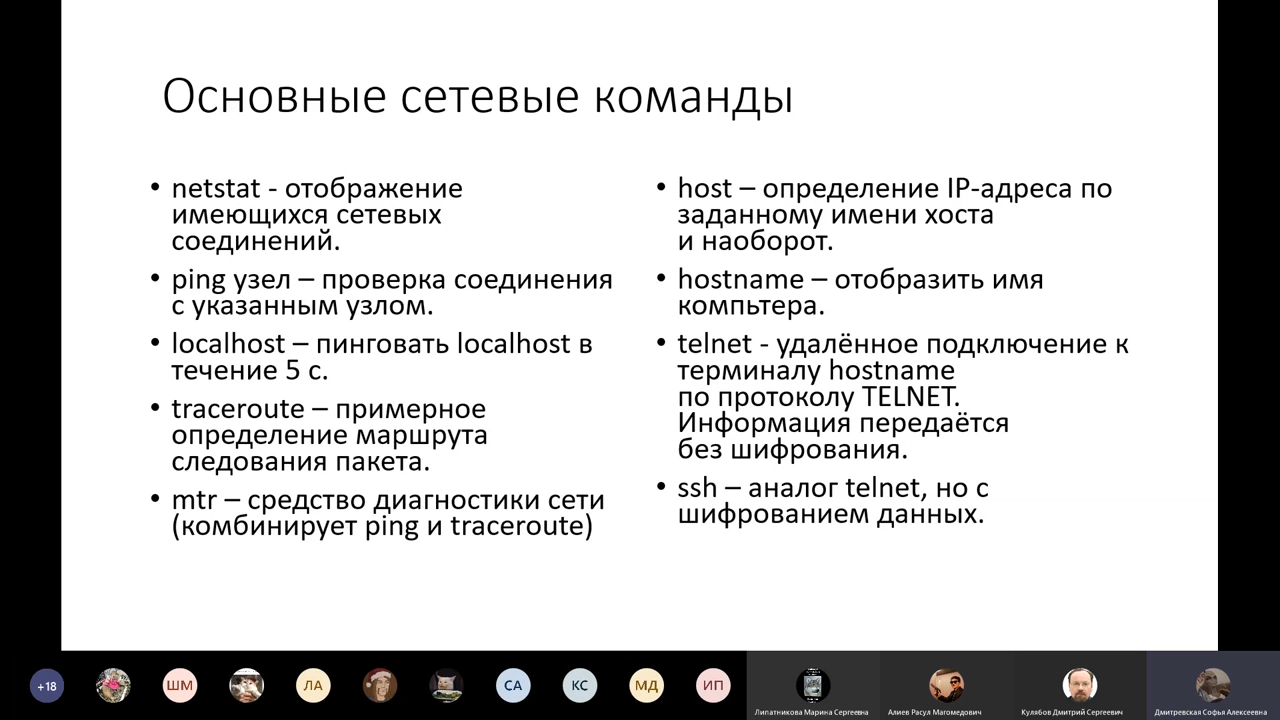 Основные сетевые команды
• netstat - отображение
имеющихся сетевых
соединений.
• ping узел – проверка соединения
с указанным узлом.
• localhost – пинговать localhost в
течение 5 с.
• traceroute – примерное
определение маршрута
следования пакета.
• mtr – средство диагностики сети
(комбинирует ping и traceroute)
• host – определение IP-адреса по
заданному имени хоста
и наоборот.
• hostname – отобразить имя
компьтера.
• telnet - удалённое подключение к
терминалу hostname
по протоколу TELNET.
Информация передаётся
без шифрования.
• ssh – аналог telnet, но с
шифрованием данных.
+18
ШМ
ЛА
СА
КС
МД
ИП
Липатникова Марина Сергеевна
Алиев Расул Магомедович
Кулябов Дмитрий Сергеевич
Дмитревская Софья Алексеевна